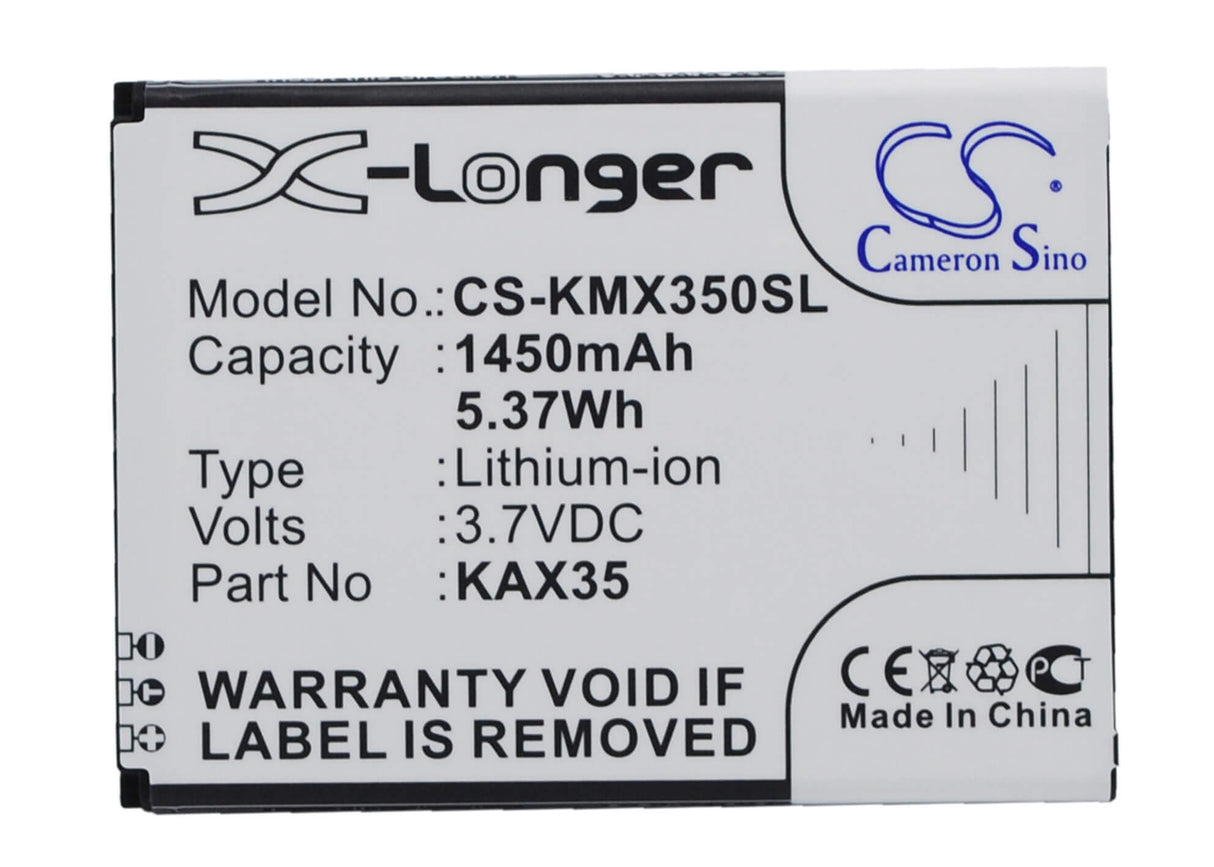 X-Longer
CS
®
Cameron Sino
Model No.: CS-KMX350SL
Capacity : 1450mAh
5.37Wh
Type : Lithium-ion
Volts : 3.7VDC
Part No : KAX35
WARRANTY VOID IF
LABEL IS REMOVED
CE PCT
Made In China